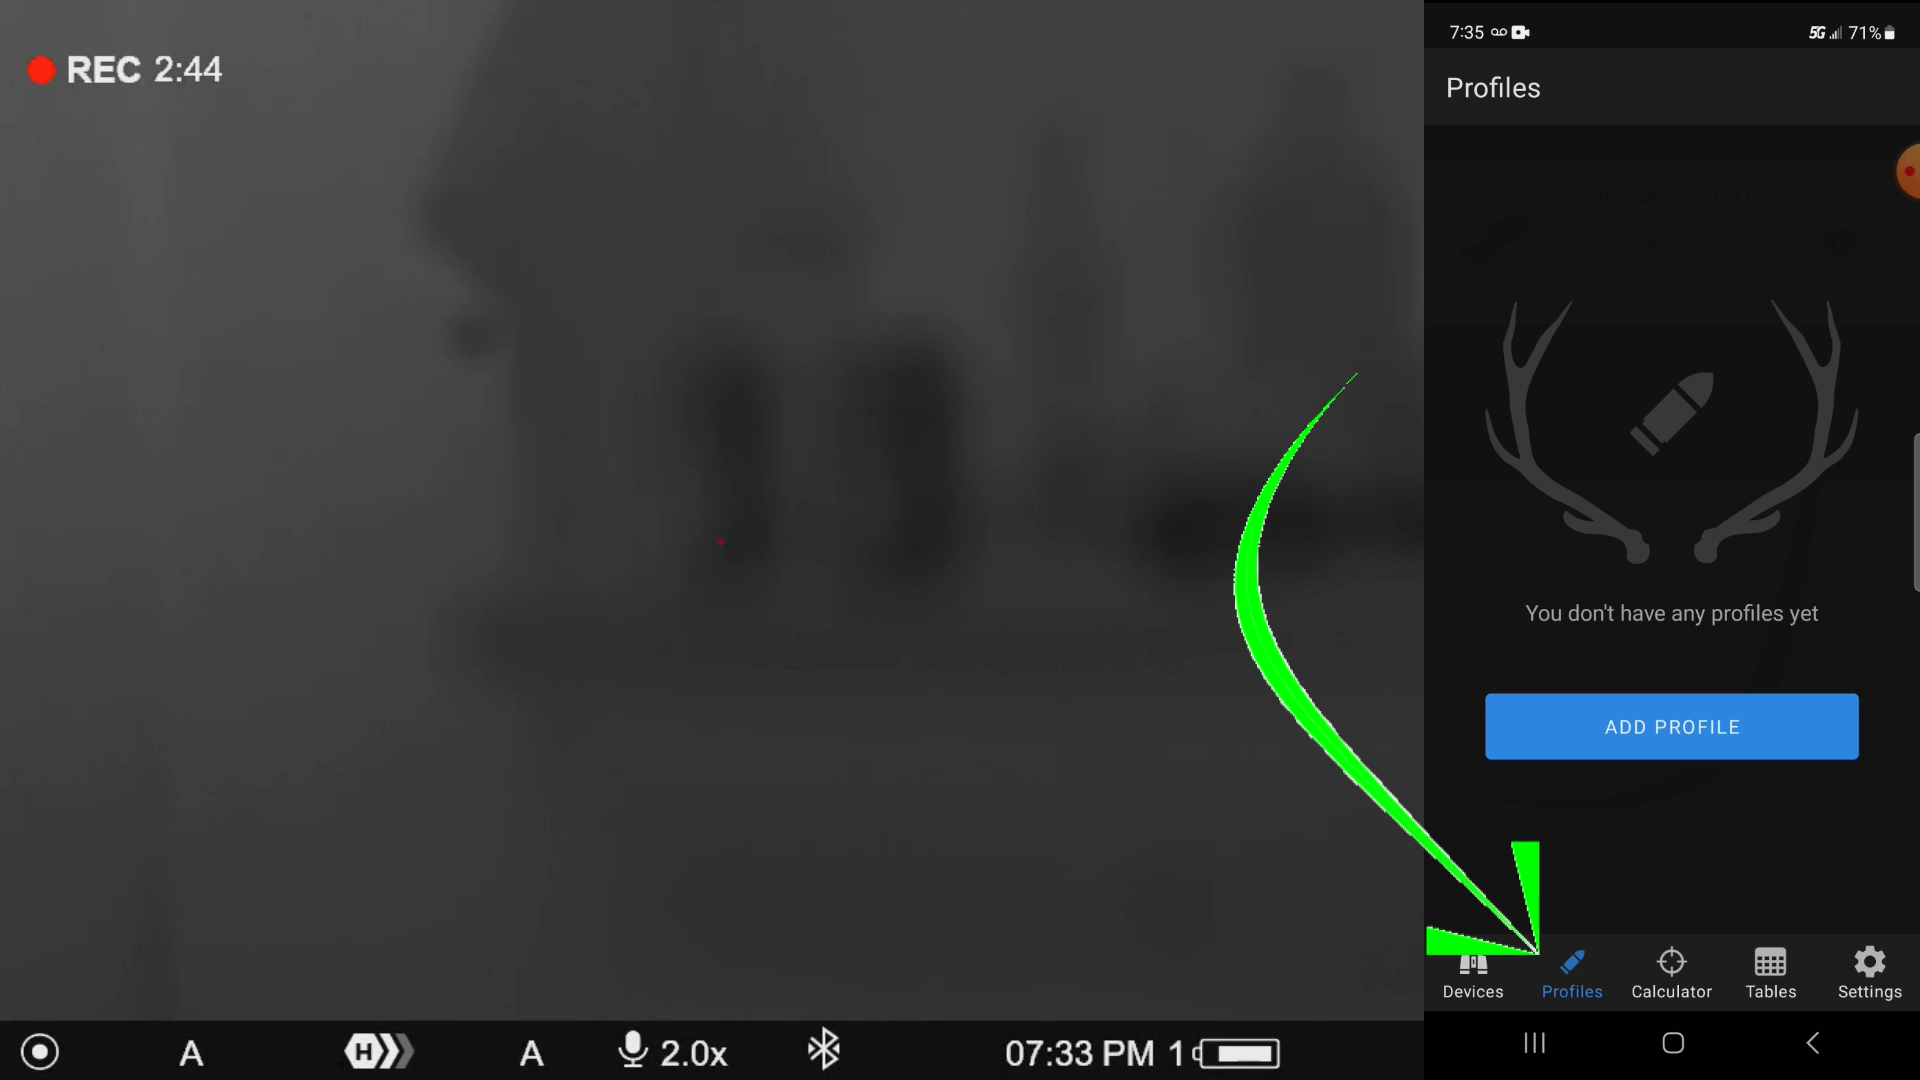 REC 2:44
7:35
5G 71%
Profiles
You don't have any profiles yet
ADD PROFILE
Devices Profiles Calculator Tables Settings
A H A 2.0x 07:33 PM 1